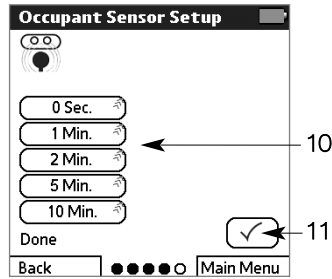 Occupant Sensor Setup
0 Sec.
1 Min.
10
2 Min.
5 Min.
10 Min.
11
Done
Back
Main Menu